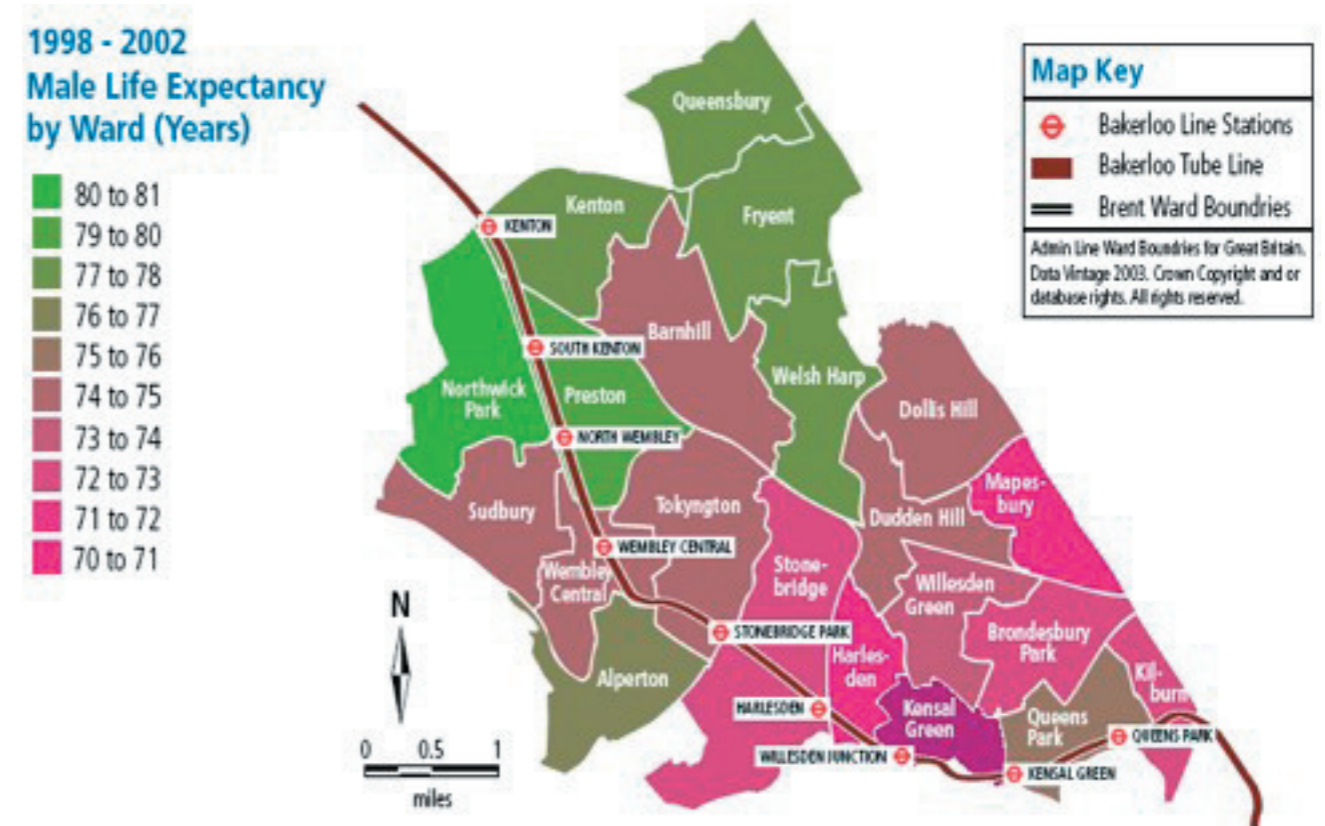 1998 - 2002
Male Life Expectancy
by Ward (Years)
80 to 81
79 to 80
77 to 78
76 to 77
75 to 76
74 to 75
73 to 74
72 to 73
71 to 72
70 to 71
Map Key
Bakerloo Line Stations
Bakerloo Tube Line
Brent Ward Boundries
Admin Line Ward Boundries for Great Britain.
Data Vintage 2003. Crown Copyright and or
database rights. All rights reserved.
Queensbury
Kenton
Fryent
KENTON
Barnhill
SOUTH KENTON
Northwick
Park
Preston
Welsh Harp
Dollis Hill
NORTH WEMBLEY
Sudbury
Tokyngton
Dudden Hill
Mapes-
bury
WEMBLEY CENTRAL
Wembley
Central
Stone-
bridge
Willesden
Green
STONEBRIDGE PARK
Brondesbury
Park
Alperton
Harles-
den
Kil-
burn
HARLESDEN
Kensal
Green
Queens
Park
QUEENS PARK
WILLESDEN JUNCTION
KENSAL GREEN
N
0 0.5 1
miles